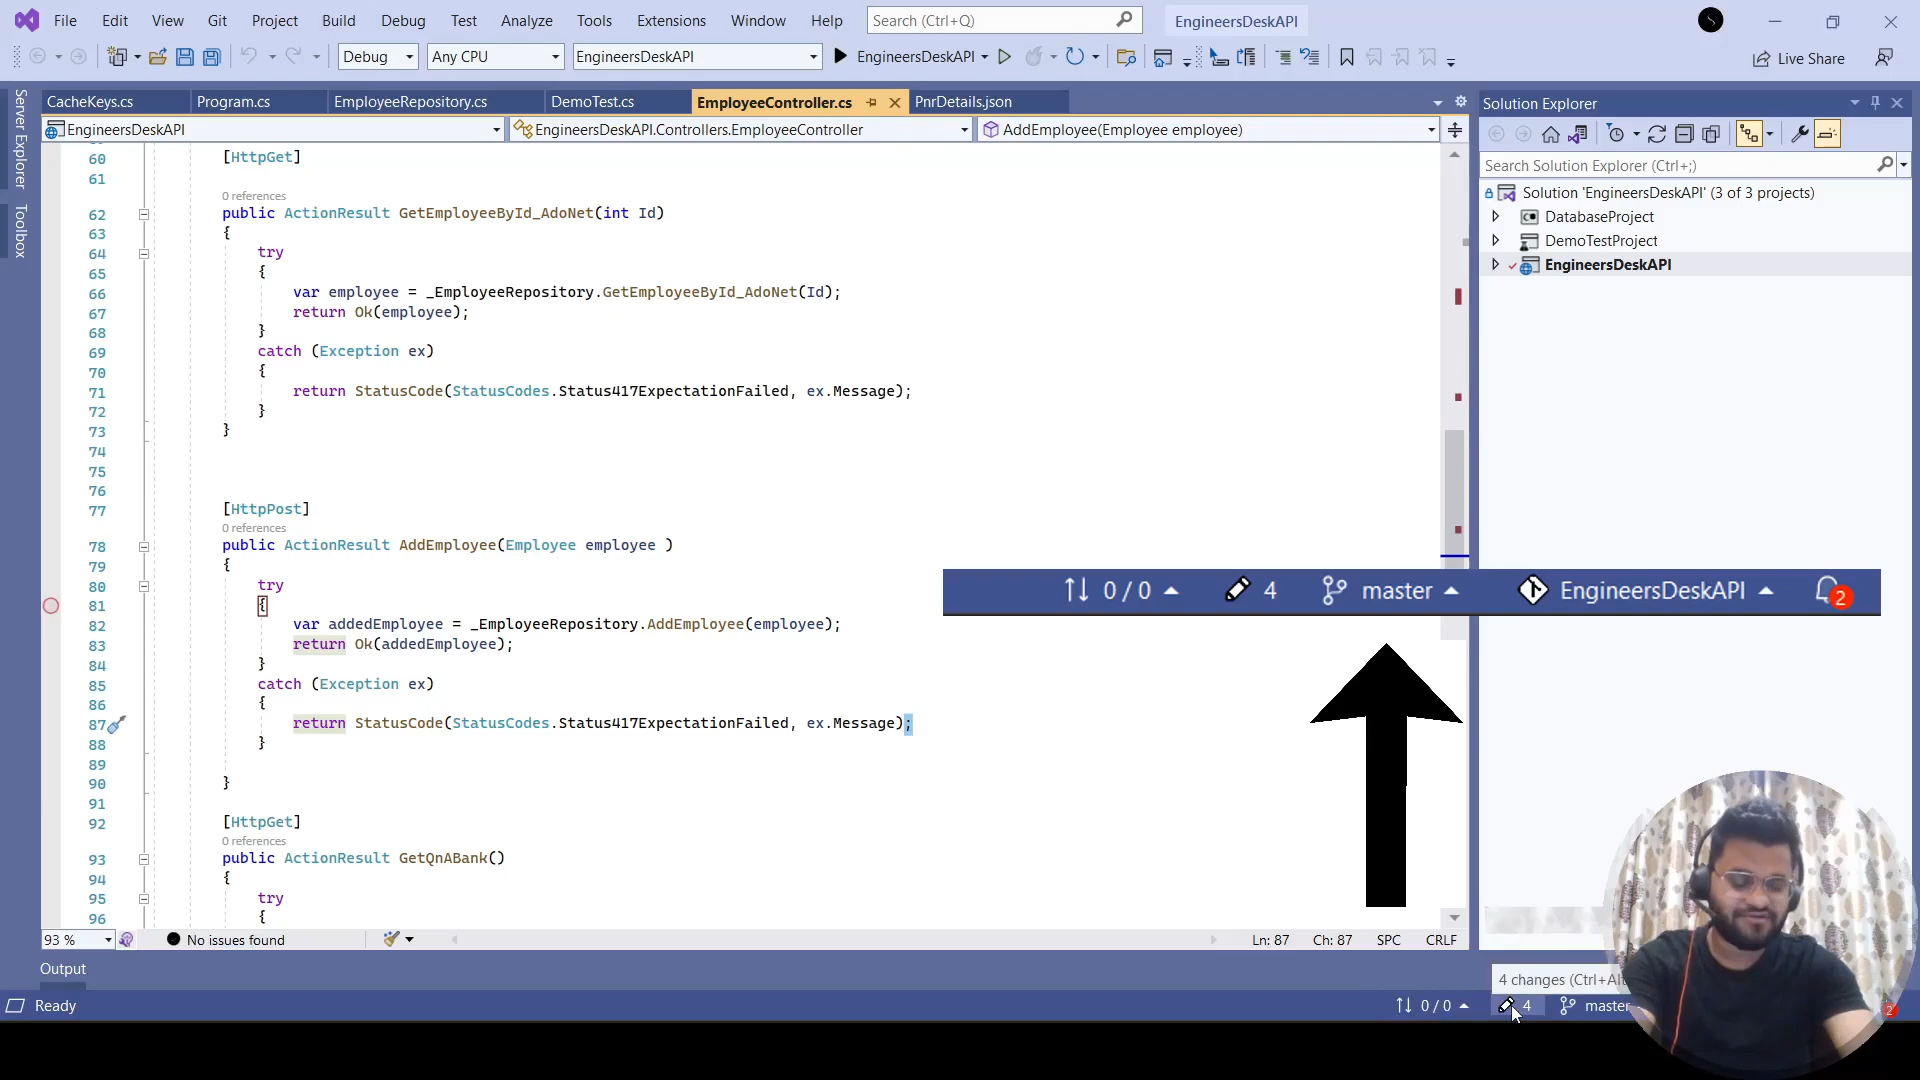 File Edit View Git Project Build Debug Test Analyze Tools Extensions Window Help Search (Ctrl+Q) EngineersDeskAPI
Debug Any CPU EngineersDeskAPI EngineersDeskAPI Live Share
Server Explorer
Toolbox
CacheKeys.cs Program.cs EmployeeRepository.cs DemoTest.cs EmployeeController.cs PnrDetails.json
EngineersDeskAPI EngineersDeskAPI.Controllers.EmployeeController AddEmployee(Employee employee)
60 [HttpGet]
61
0 references
62 public ActionResult GetEmployeeById_AdoNet(int Id)
63 {
64 try
65 {
66 var employee = _EmployeeRepository.GetEmployeeById_AdoNet(Id);
67 return Ok(employee);
68 }
69 catch (Exception ex)
70 {
71 return StatusCode(StatusCodes.Status417ExpectationFailed, ex.Message);
72 }
73 }
74
75
76
77 [HttpPost]
0 references
78 public ActionResult AddEmployee(Employee employee )
79 {
80 try
81 {
82 var addedEmployee = _EmployeeRepository.AddEmployee(employee);
83 return Ok(addedEmployee);
84 }
85 catch (Exception ex)
86 {
87 return StatusCode(StatusCodes.Status417ExpectationFailed, ex.Message);
88 }
89
90 }
91
92 [HttpGet]
0 references
93 public ActionResult GetQnABank()
94 {
95 try
96 {
93 % No issues found Ln: 87 Ch: 87 SPC CRLF
Solution Explorer
Search Solution Explorer (Ctrl+;)
Solution 'EngineersDeskAPI' (3 of 3 projects)
DatabaseProject
DemoTestProject
EngineersDeskAPI
0 / 0 4 master EngineersDeskAPI 2
Output
4 changes (Ctrl+Alt
Ready 0 / 0 4 master 2